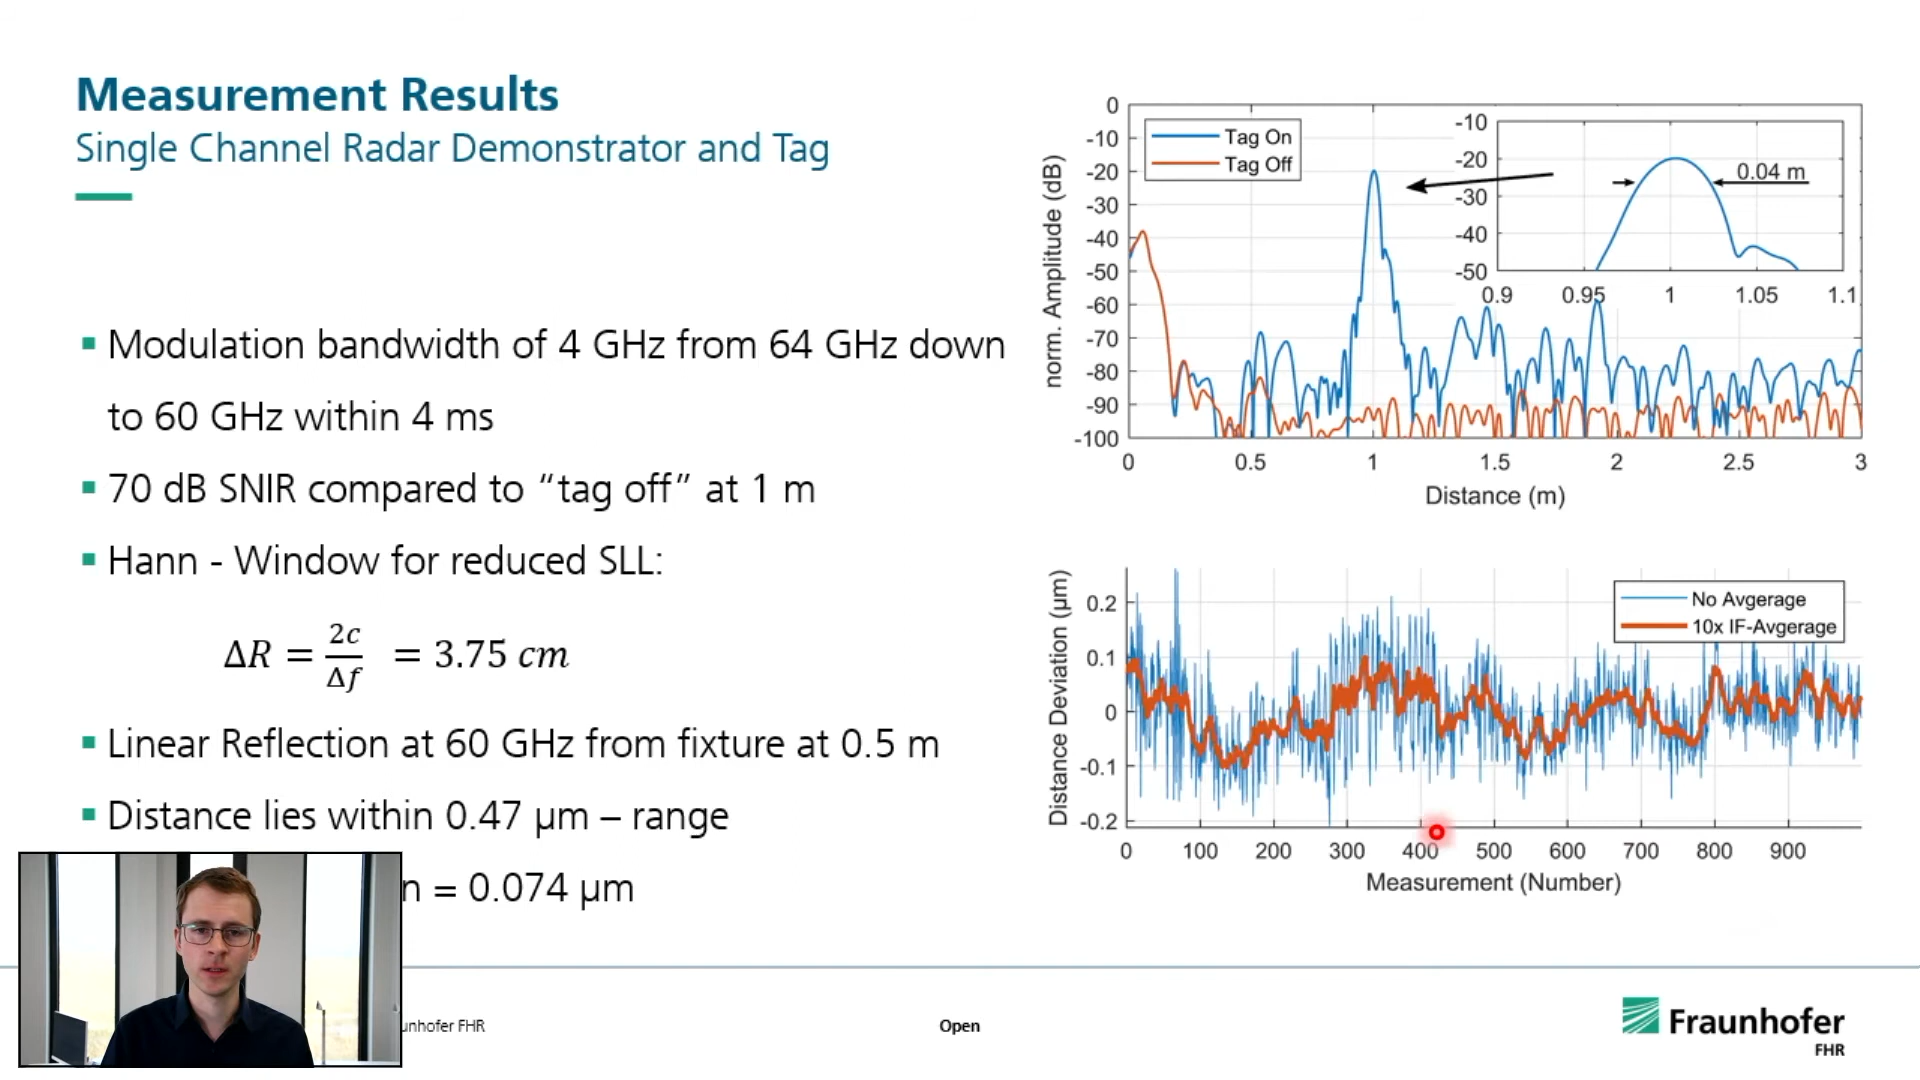 Measurement Results
Single Channel Radar Demonstrator and Tag
▪ Modulation bandwidth of 4 GHz from 64 GHz down
to 60 GHz within 4 ms
▪ 70 dB SNIR compared to “tag off” at 1 m
▪ Hann - Window for reduced SLL:
ΔR = 2c/Δf = 3.75 cm
▪ Linear Reflection at 60 GHz from fixture at 0.5 m
▪ Distance lies within 0.47 µm – range
n = 0.074 µm
norm. Amplitude (dB)
0
-10
-20
-30
-40
-50
-60
-70
-80
-90
-100
Tag On
Tag Off
-10
-20
-30
-40
-50
0.04 m
0.9 0.95 1 1.05 1.1
0 0.5 1 1.5 2 2.5 3
Distance (m)
Distance Deviation (µm)
0.2
0.1
0
-0.1
-0.2
No Avgerage
10x IF-Avgerage
0 100 200 300 400 500 600 700 800 900
Measurement (Number)
unhofer FHR
Open
Fraunhofer
FHR